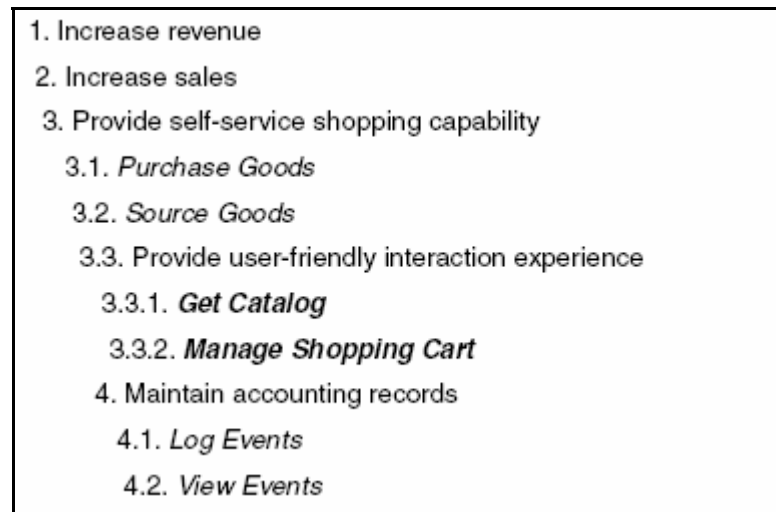 1. Increase revenue
2. Increase sales
3. Provide self-service shopping capability
3.1. Purchase Goods
3.2. Source Goods
3.3. Provide user-friendly interaction experience
3.3.1. Get Catalog
3.3.2. Manage Shopping Cart
4. Maintain accounting records
4.1. Log Events
4.2. View Events